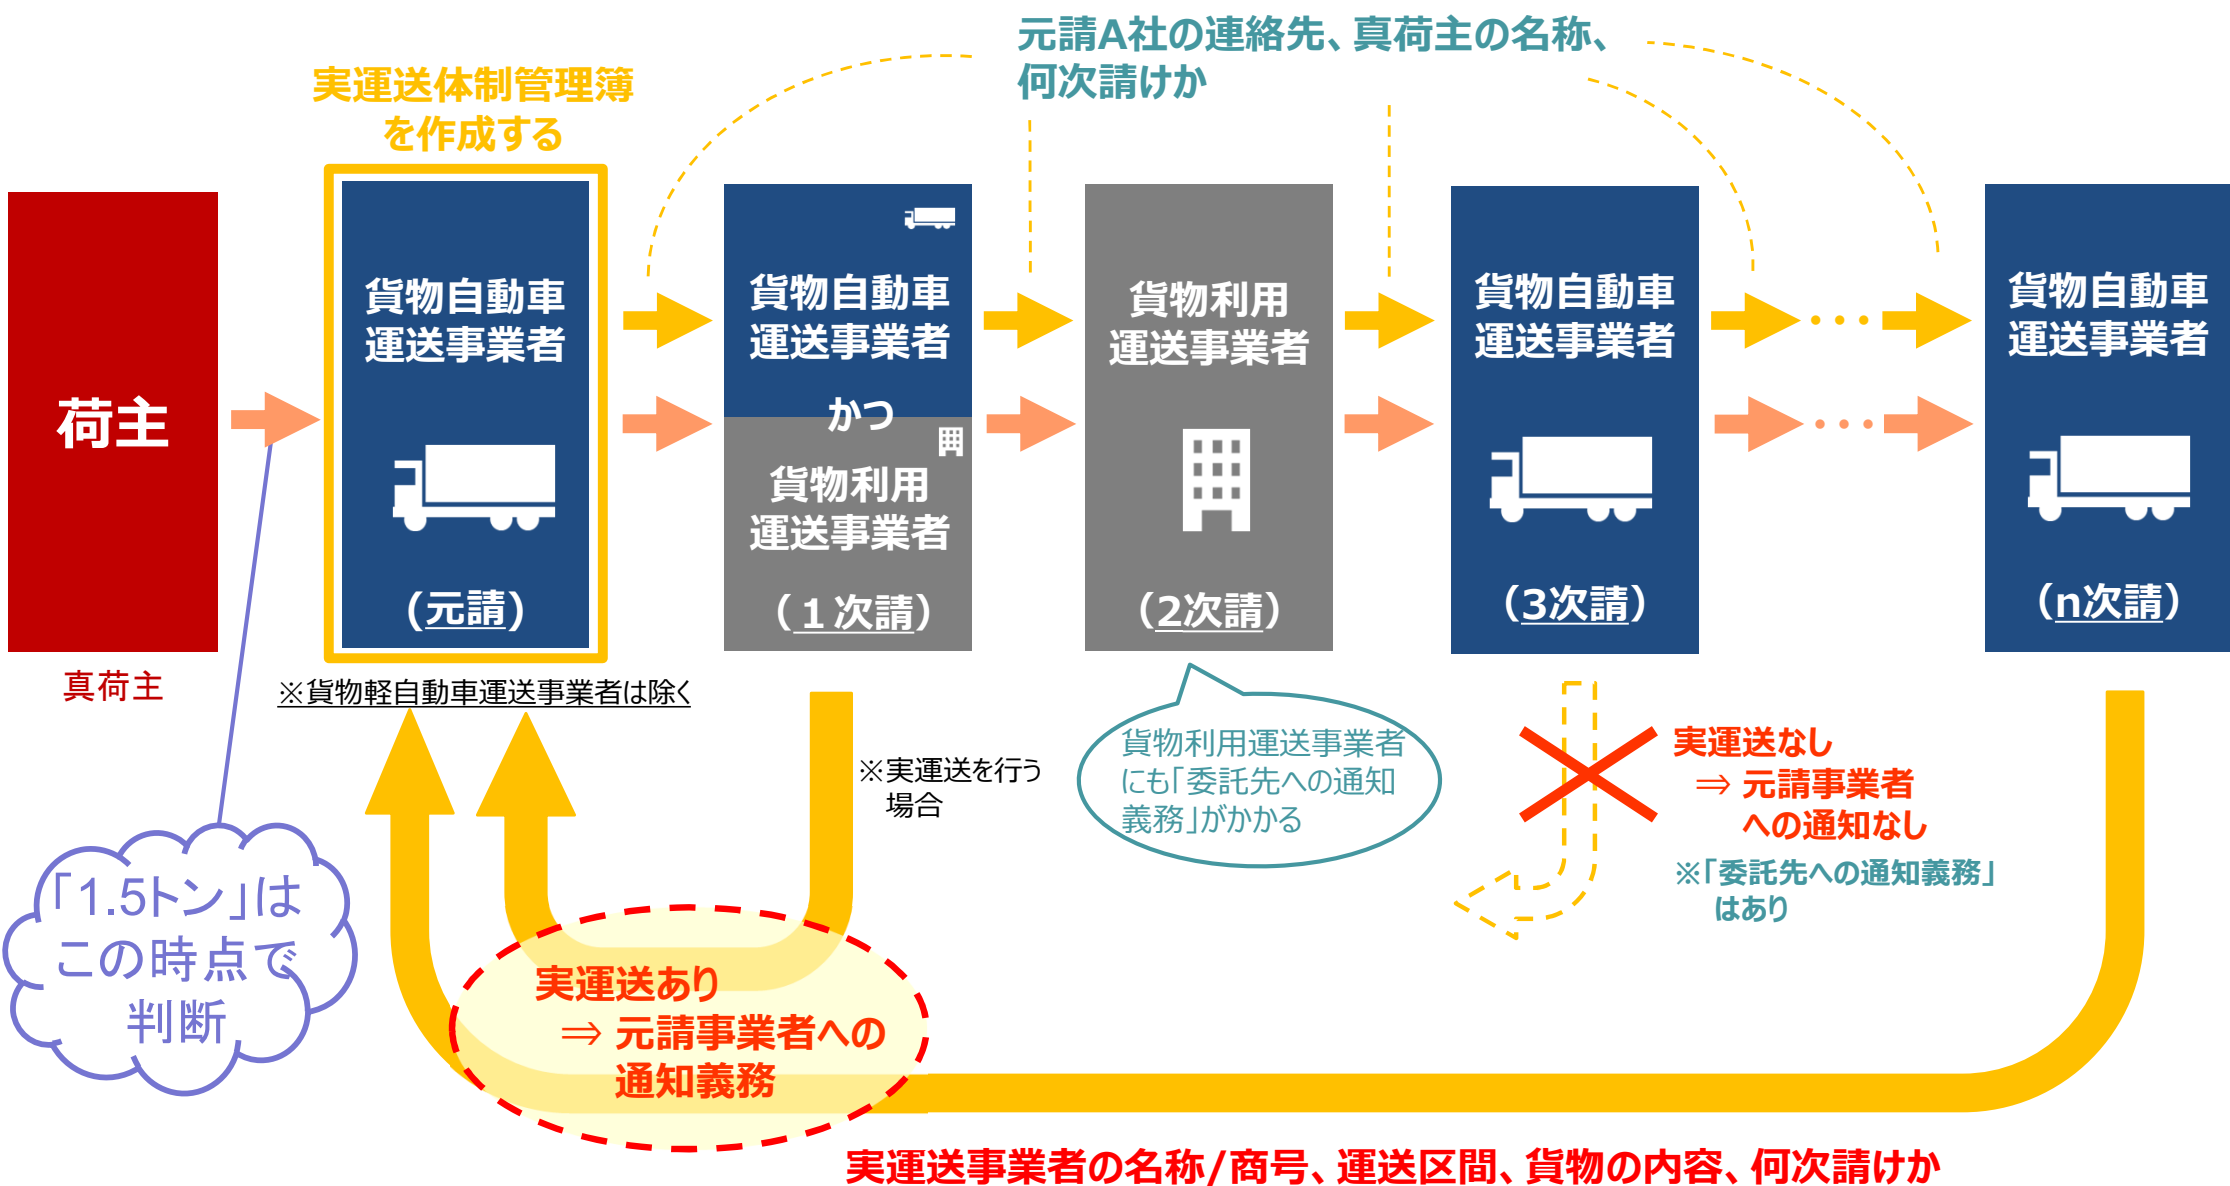 元請A社の連絡先、真荷主の名称、
何次請けか
実運送体制管理簿
を作成する
荷主
真荷主
貨物自動車
運送事業者
(元請)
※貨物軽自動車運送事業者は除く
貨物自動車
運送事業者
かつ
貨物利用
運送事業者
（１次請）
貨物利用
運送事業者
（2次請）
貨物自動車
運送事業者
（3次請）
貨物自動車
運送事業者
（n次請）
※実運送を行う
場合
貨物利用運送事業者
にも「委託先への通知
義務」がかかる
実運送なし
⇒ 元請事業者
への通知なし
※「委託先への通知義務」
はあり
「1.5トン」は
この時点で
判断
実運送あり
⇒ 元請事業者への
通知義務
実運送事業者の名称/商号、運送区間、貨物の内容、何次請けか